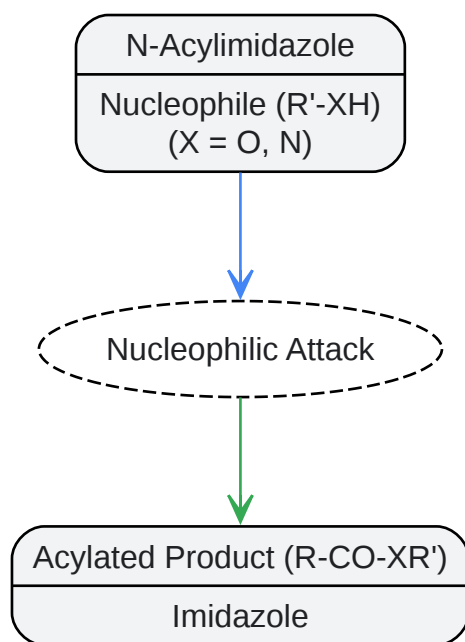 N-Acylimidazole
Nucleophile (R'-XH)
(X = O, N)
Nucleophilic Attack
Acylated Product (R-CO-XR')
Imidazole